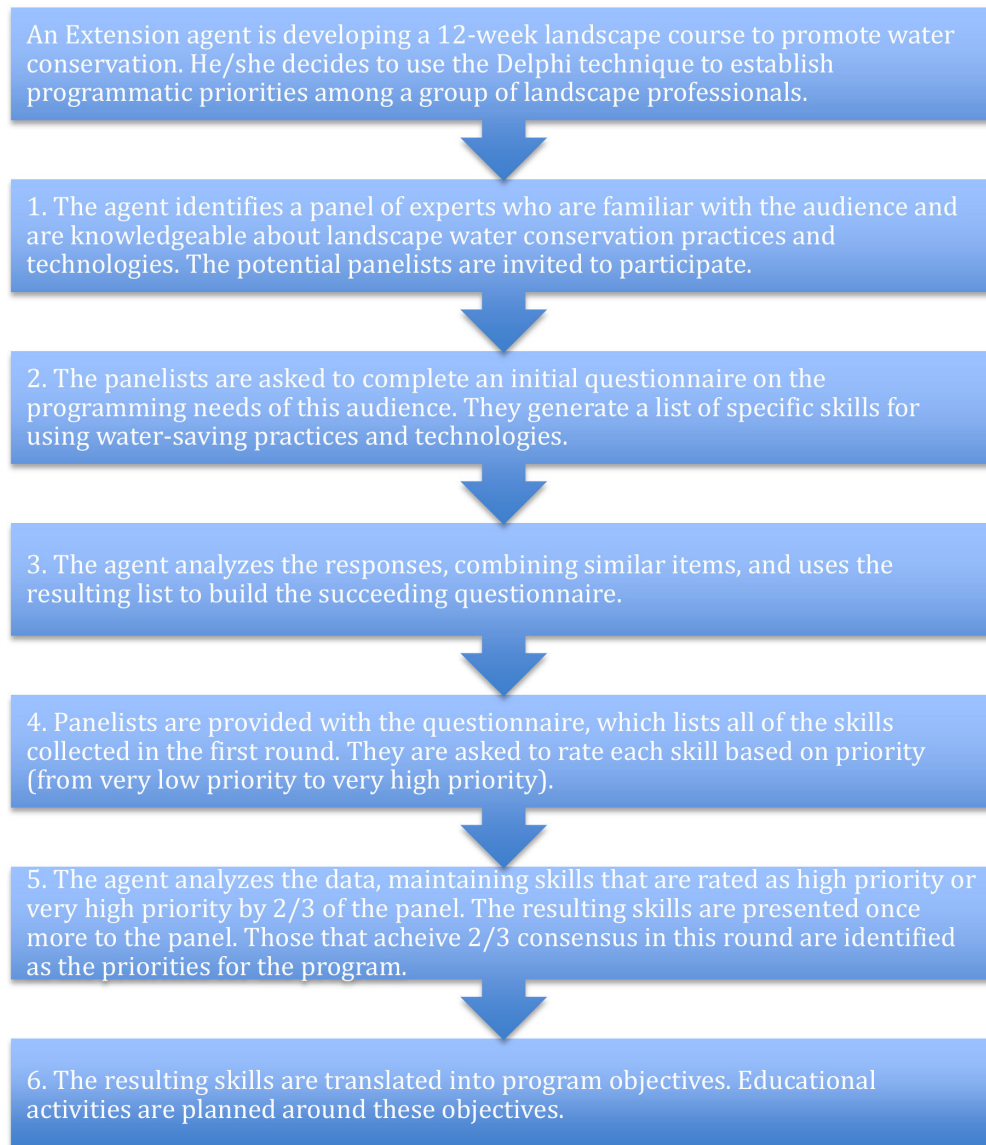 An Extension agent is developing a 12-week landscape course to promote water
conservation. He/she decides to use the Delphi technique to establish
programmatic priorities among a group of landscape professionals.
1. The agent identifies a panel of experts who are familiar with the audience and
are knowledgeable about landscape water conservation practices and
technologies. The potential panelists are invited to participate.
2. The panelists are asked to complete an initial questionnaire on the
programming needs of this audience. They generate a list of specific skills for
using water-saving practices and technologies.
3. The agent analyzes the responses, combining similar items, and uses the
resulting list to build the succeeding questionnaire.
4. Panelists are provided with the questionnaire, which lists all of the skills
collected in the first round. They are asked to rate each skill based on priority
(from very low priority to very high priority).
5. The agent analyzes the data, maintaining skills that are rated as high priority or
very high priority by 2/3 of the panel. The resulting skills are presented once
more to the panel. Those that acheive 2/3 consensus in this round are identified
as the priorities for the program.
6. The resulting skills are translated into program objectives. Educational
activities are planned around these objectives.